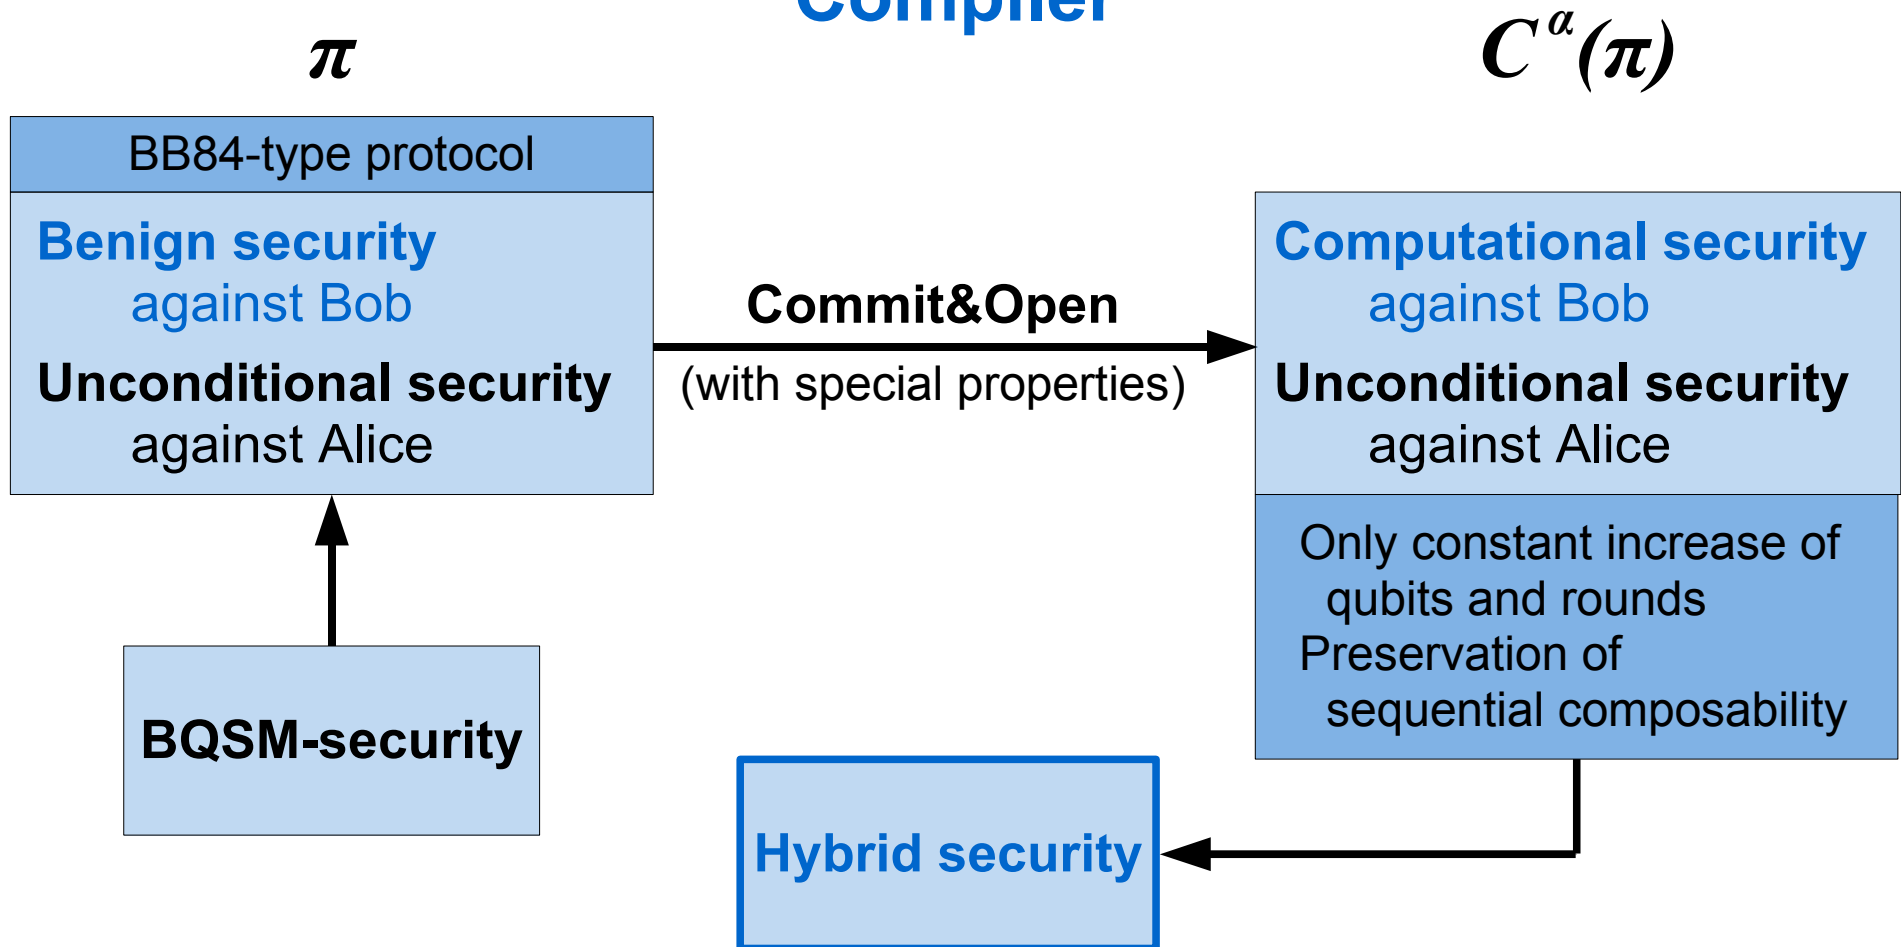 Compiler
π
C^α(π)
BB84-type protocol
Benign security
against Bob
Unconditional security
against Alice
Commit&Open
(with special properties)
Computational security
against Bob
Unconditional security
against Alice
Only constant increase of
qubits and rounds
Preservation of
sequential composability
BQSM-security
Hybrid security